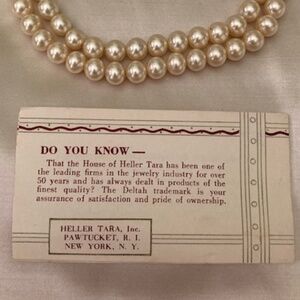 DO YOU KNOW —
That the House of Heller Tara has been one of
the leading firms in the jewelry industry for over
50 years and has always dealt in products of the
finest quality? The Deltah trademark is your
assurance of satisfaction and pride of ownership.
HELLER TARA, Inc.
PAWTUCKET, R. I.
NEW YORK, N. Y.